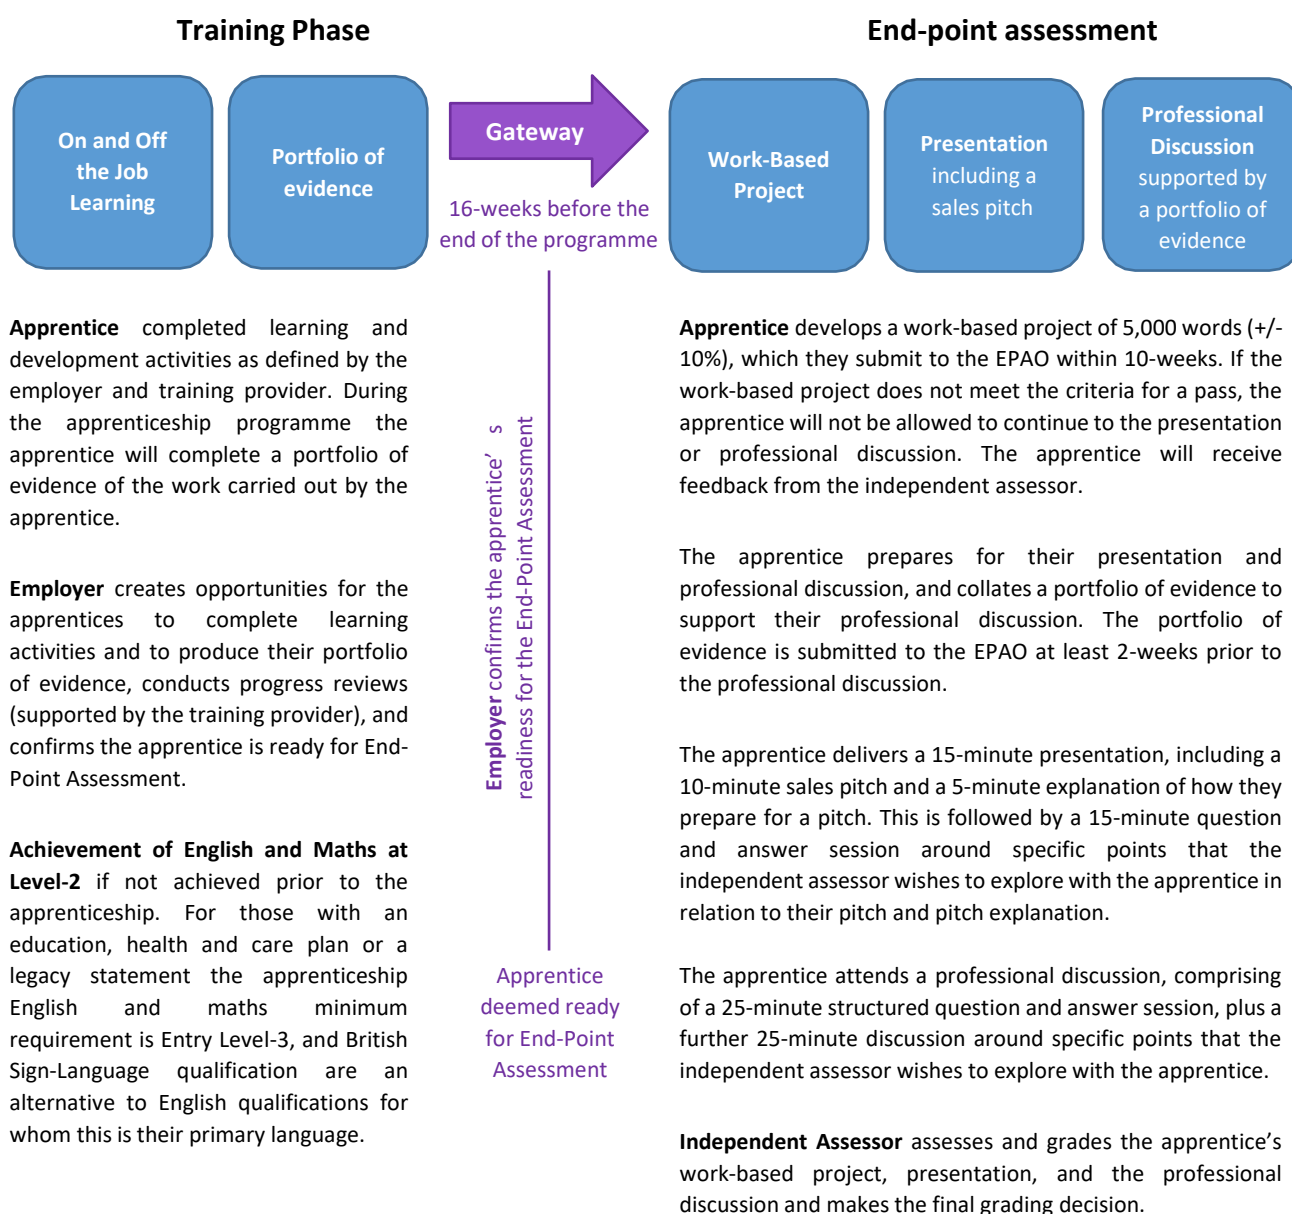 Training Phase
End-point assessment
On and Off
the Job
Learning
Portfolio of
evidence
Gateway
16-weeks before the
end of the programme
Work-Based
Project
Presentation
including a
sales pitch
Professional
Discussion
supported by
a portfolio of
evidence
Apprentice completed learning and
development activities as defined by the
employer and training provider. During
the apprenticeship programme the
apprentice will complete a portfolio of
evidence of the work carried out by the
apprentice.
Employer creates opportunities for the
apprentices to complete learning
activities and to produce their portfolio
of evidence, conducts progress reviews
(supported by the training provider), and
confirms the apprentice is ready for End-
Point Assessment.
Achievement of English and Maths at
Level-2 if not achieved prior to the
apprenticeship. For those with an
education, health and care plan or a
legacy statement the apprenticeship
English and maths minimum
requirement is Entry Level-3, and British
Sign-Language qualification are an
alternative to English qualifications for
whom this is their primary language.
Employer confirms the apprentice’ s
readiness for the End-Point Assessment
Apprentice
deemed ready
for End-Point
Assessment
Apprentice develops a work-based project of 5,000 words (+/-
10%), which they submit to the EPAO within 10-weeks. If the
work-based project does not meet the criteria for a pass, the
apprentice will not be allowed to continue to the presentation
or professional discussion. The apprentice will receive
feedback from the independent assessor.
The apprentice prepares for their presentation and
professional discussion, and collates a portfolio of evidence to
support their professional discussion. The portfolio of
evidence is submitted to the EPAO at least 2-weeks prior to
the professional discussion.
The apprentice delivers a 15-minute presentation, including a
10-minute sales pitch and a 5-minute explanation of how they
prepare for a pitch. This is followed by a 15-minute question
and answer session around specific points that the
independent assessor wishes to explore with the apprentice in
relation to their pitch and pitch explanation.
The apprentice attends a professional discussion, comprising
of a 25-minute structured question and answer session, plus a
further 25-minute discussion around specific points that the
independent assessor wishes to explore with the apprentice.
Independent Assessor assesses and grades the apprentice’s
work-based project, presentation, and the professional
discussion and makes the final grading decision.